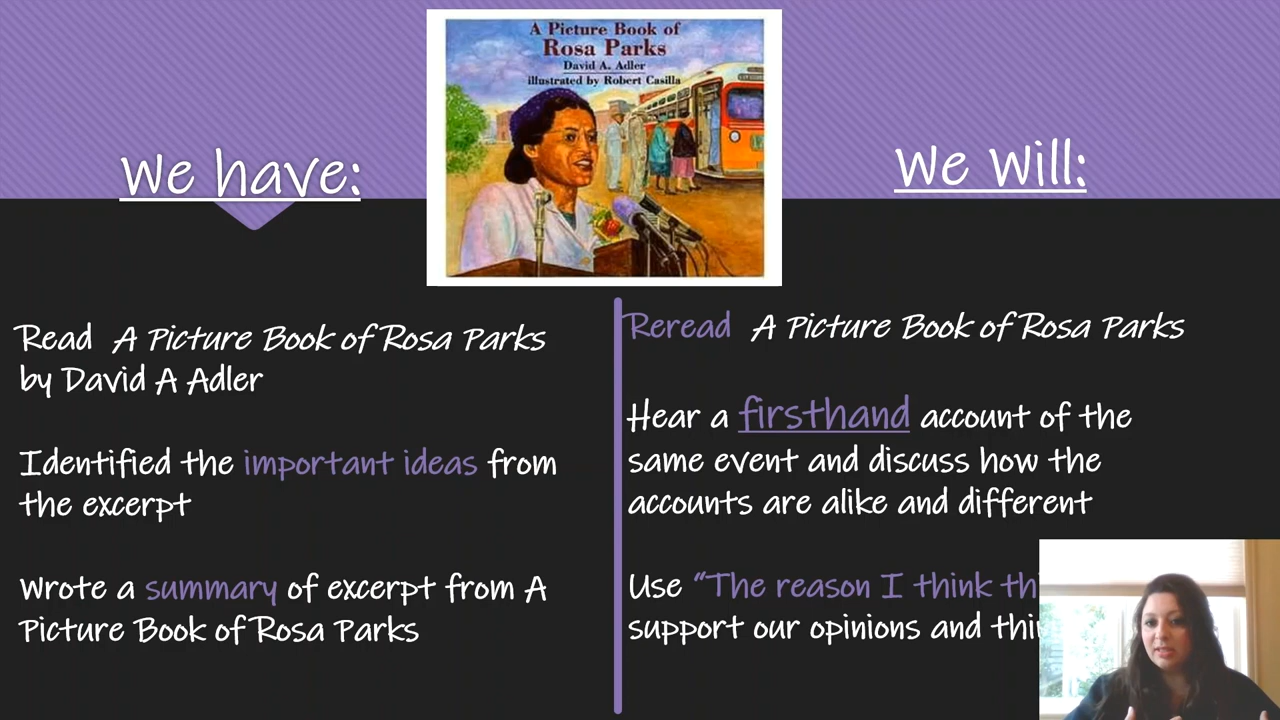 A Picture Book of
Rosa Parks
David A. Adler
illustrated by Robert Casilla
We have:
Read A Picture Book of Rosa Parks
by David A Adler
Identified the important ideas from
the excerpt
Wrote a summary of excerpt from A
Picture Book of Rosa Parks
We Will:
Reread A Picture Book of Rosa Parks
Hear a firsthand account of the
same event and discuss how the
accounts are alike and different
Use “The reason I think
support our opinions and